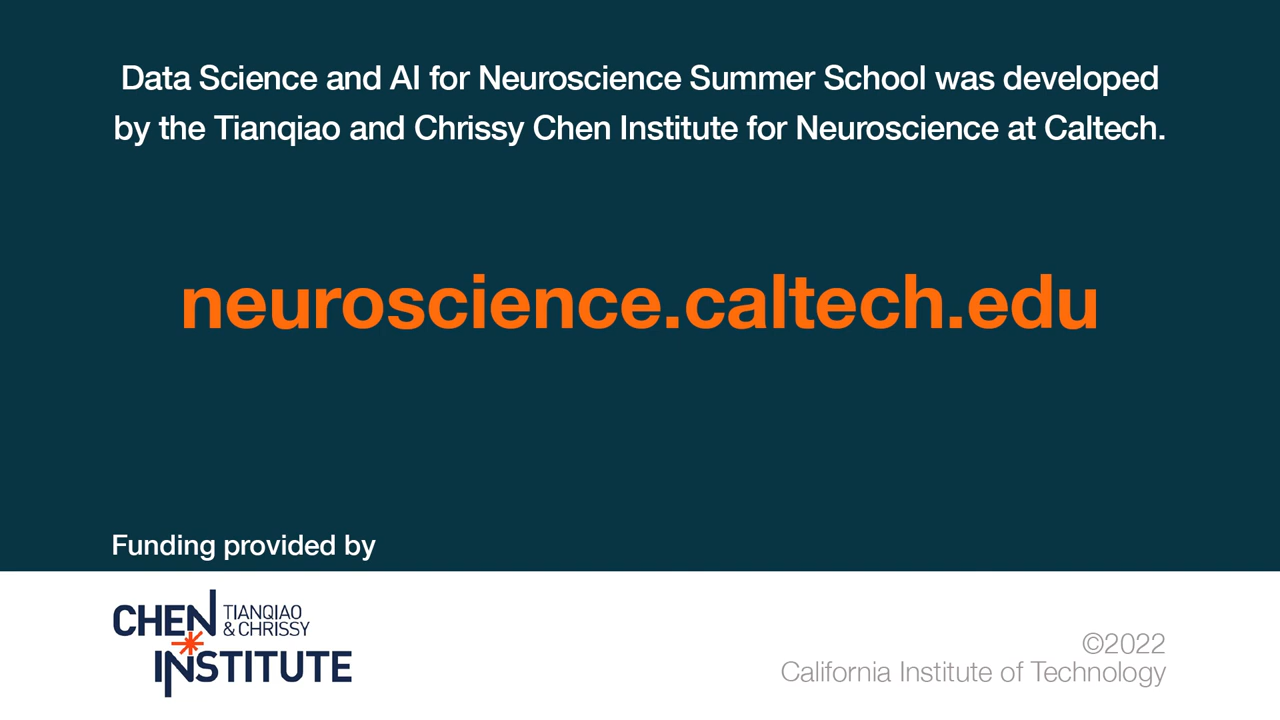 Data Science and AI for Neuroscience Summer School was developed
by the Tianqiao and Chrissy Chen Institute for Neuroscience at Caltech.
neuroscience.caltech.edu
Funding provided by
CHEN TIANQIAO
& CHRISSY
INSTITUTE
©2022
California Institute of Technology